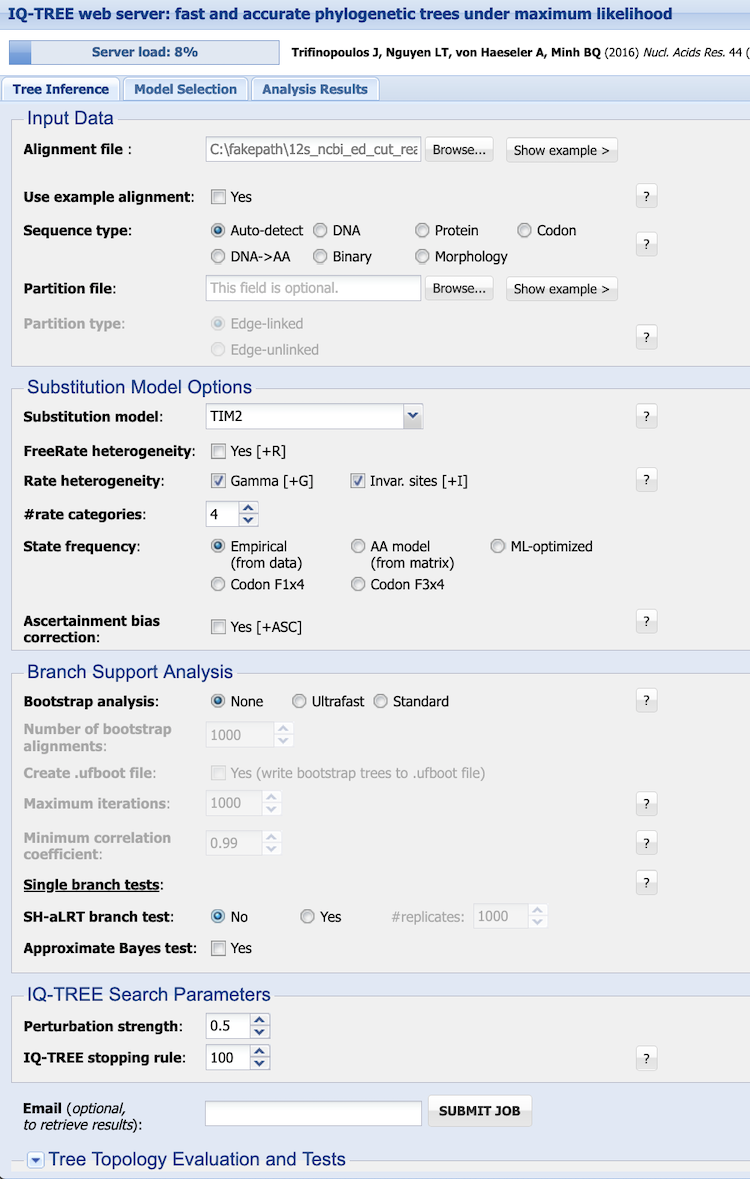 IQ-TREE web server: fast and accurate phylogenetic trees under maximum likelihood
Server load: 8%
Trifinopoulos J, Nguyen LT, von Haeseler A, Minh BQ (2016) Nucl. Acids Res. 44 (
Tree Inference Model Selection Analysis Results
Input Data
Alignment file : C:\fakepath\12s_ncbi_ed_cut_rea Browse... Show example >
Use example alignment: Yes ?
Sequence type: Auto-detect DNA Protein Codon
DNA->AA Binary Morphology ?
Partition file: This field is optional. Browse... Show example >
Partition type: Edge-linked
Edge-unlinked ?
Substitution Model Options
Substitution model: TIM2 ?
FreeRate heterogeneity: Yes [+R]
Rate heterogeneity: Gamma [+G] Invar. sites [+I] ?
#rate categories: 4
State frequency: Empirical (from data) AA model (from matrix) ML-optimized
Codon F1x4 Codon F3x4
Ascertainment bias
correction: Yes [+ASC] ?
Branch Support Analysis
Bootstrap analysis: None Ultrafast Standard ?
Number of bootstrap
alignments: 1000
Create .ufboot file: Yes (write bootstrap trees to .ufboot file)
Maximum iterations: 1000 ?
Minimum correlation
coefficient: 0.99 ?
Single branch tests: ?
SH-aLRT branch test: No Yes #replicates: 1000
Approximate Bayes test: Yes
IQ-TREE Search Parameters
Perturbation strength: 0.5
IQ-TREE stopping rule: 100 ?
Email (optional,
to retrieve results): SUBMIT JOB
Tree Topology Evaluation and Tests